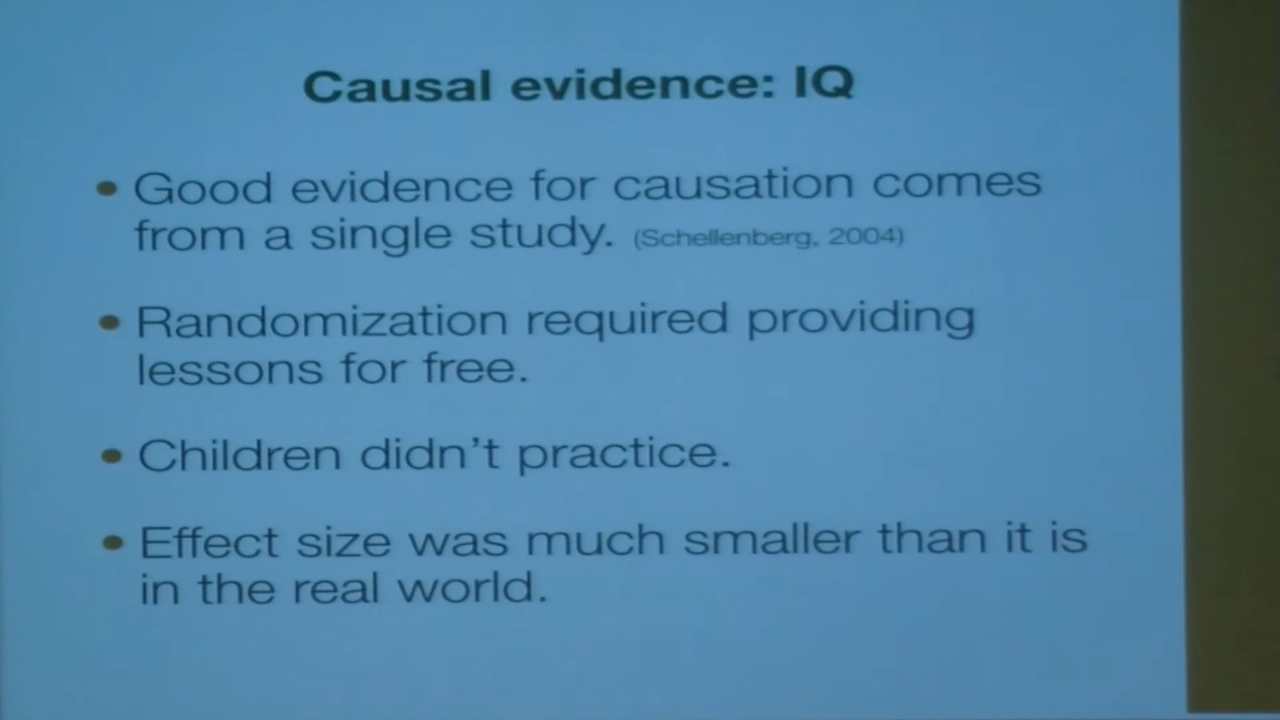 Causal evidence: IQ
• Good evidence for causation comes
from a single study. (Schellenberg, 2004)
• Randomization required providing
lessons for free.
• Children didn't practice.
• Effect size was much smaller than it is
in the real world.